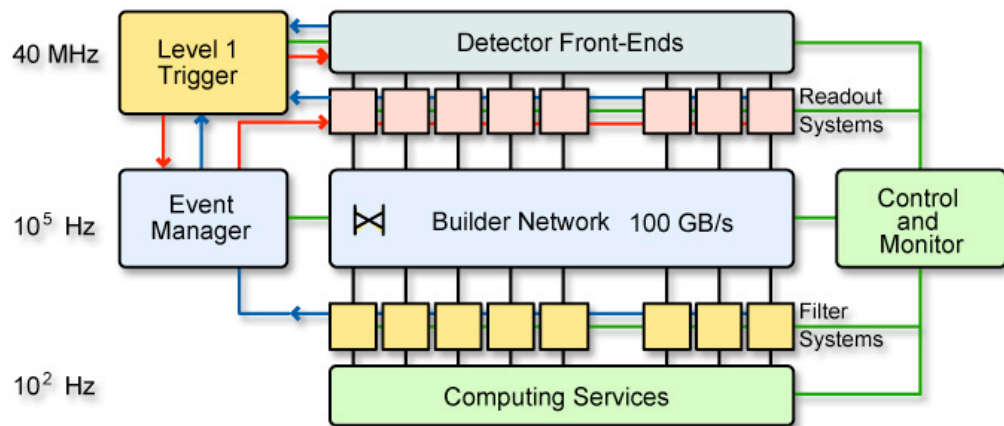 40 MHz
Level 1
Trigger
Detector Front-Ends
Readout
Systems
10⁵ Hz
Event
Manager
Builder Network 100 GB/s
Control
and
Monitor
Filter
Systems
10² Hz
Computing Services